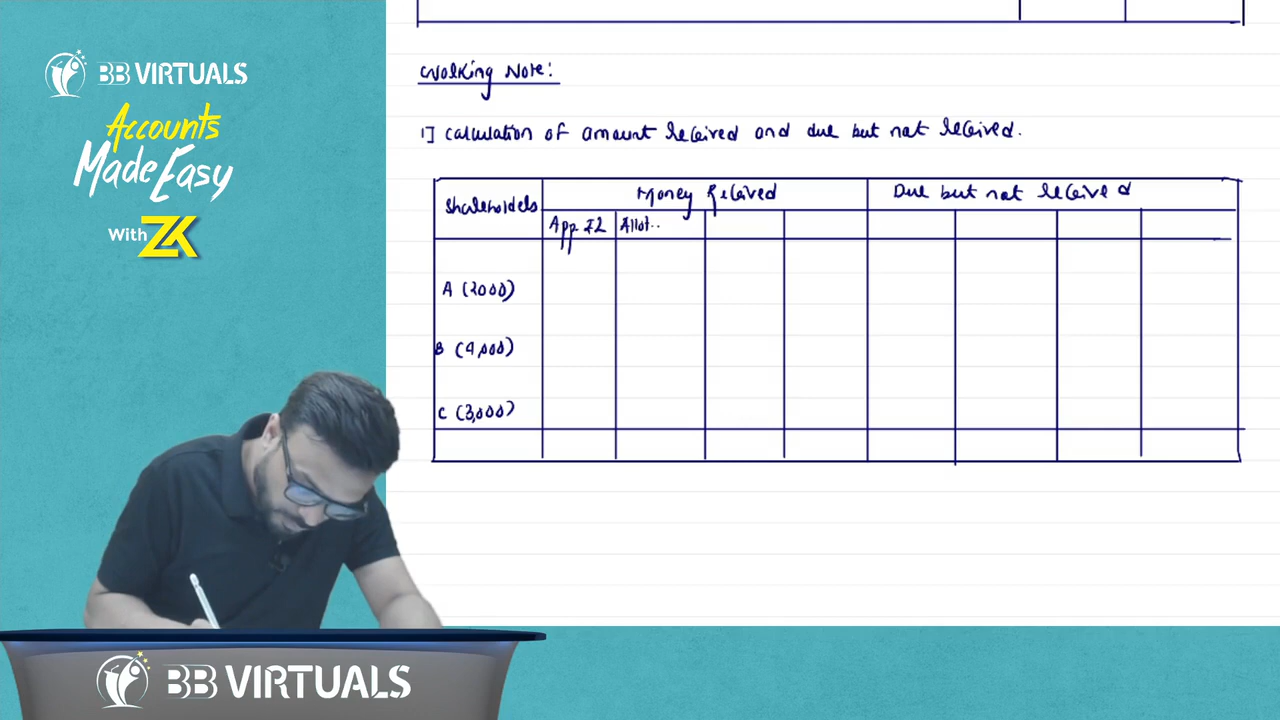 BB VIRTUALS
Accounts
Made Easy
With ZK
Working Note:
1] Calculation of amount received and due but not received.
Shareholders Money Received Due but not received
App ₹2 Allot..
A (2000)
B (4,000)
C (3,000)
BB VIRTUALS